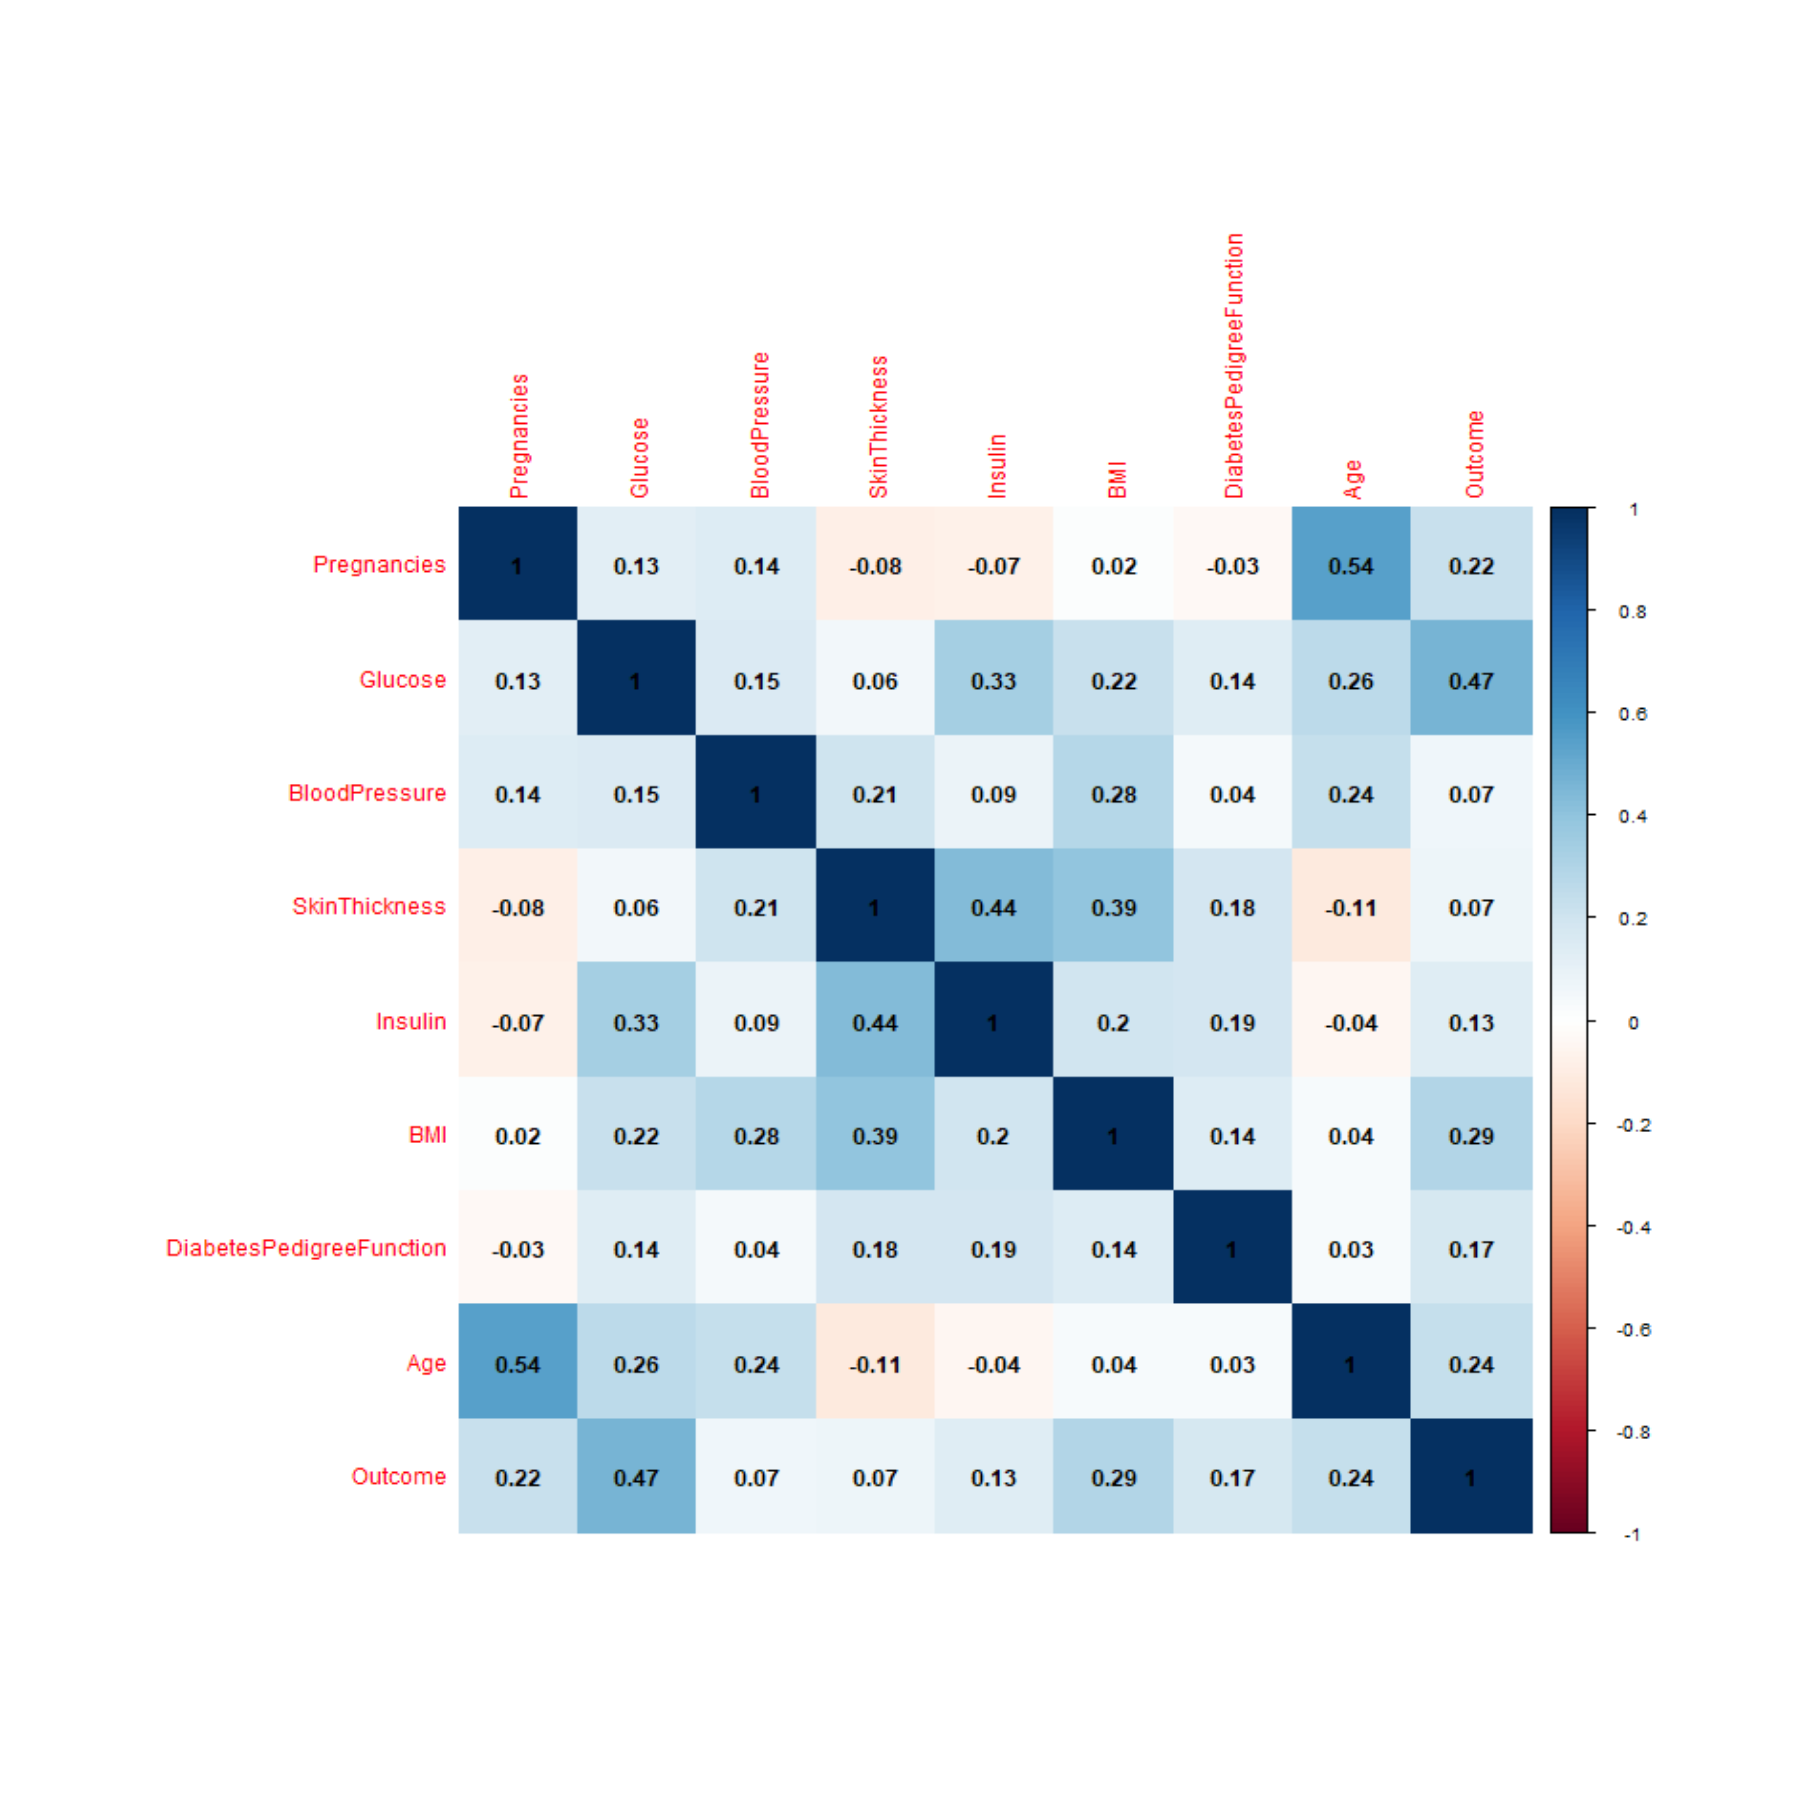 Pregnancies Glucose BloodPressure SkinThickness Insulin BMI DiabetesPedigreeFunction Age Outcome
Pregnancies 1 0.13 0.14 -0.08 -0.07 0.02 -0.03 0.54 0.22
Glucose 0.13 1 0.15 0.06 0.33 0.22 0.14 0.26 0.47
BloodPressure 0.14 0.15 1 0.21 0.09 0.28 0.04 0.24 0.07
SkinThickness -0.08 0.06 0.21 1 0.44 0.39 0.18 -0.11 0.07
Insulin -0.07 0.33 0.09 0.44 1 0.2 0.19 -0.04 0.13
BMI 0.02 0.22 0.28 0.39 0.2 1 0.14 0.04 0.29
DiabetesPedigreeFunction -0.03 0.14 0.04 0.18 0.19 0.14 1 0.03 0.17
Age 0.54 0.26 0.24 -0.11 -0.04 0.04 0.03 1 0.24
Outcome 0.22 0.47 0.07 0.07 0.13 0.29 0.17 0.24 1
1
0.8
0.6
0.4
0.2
0
-0.2
-0.4
-0.6
-0.8
-1